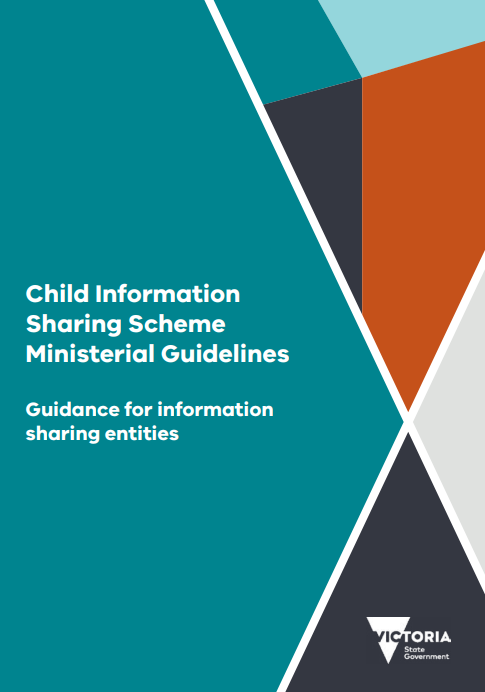 Child Information
Sharing Scheme
Ministerial Guidelines
Guidance for information
sharing entities
VICTORIA
State
Government